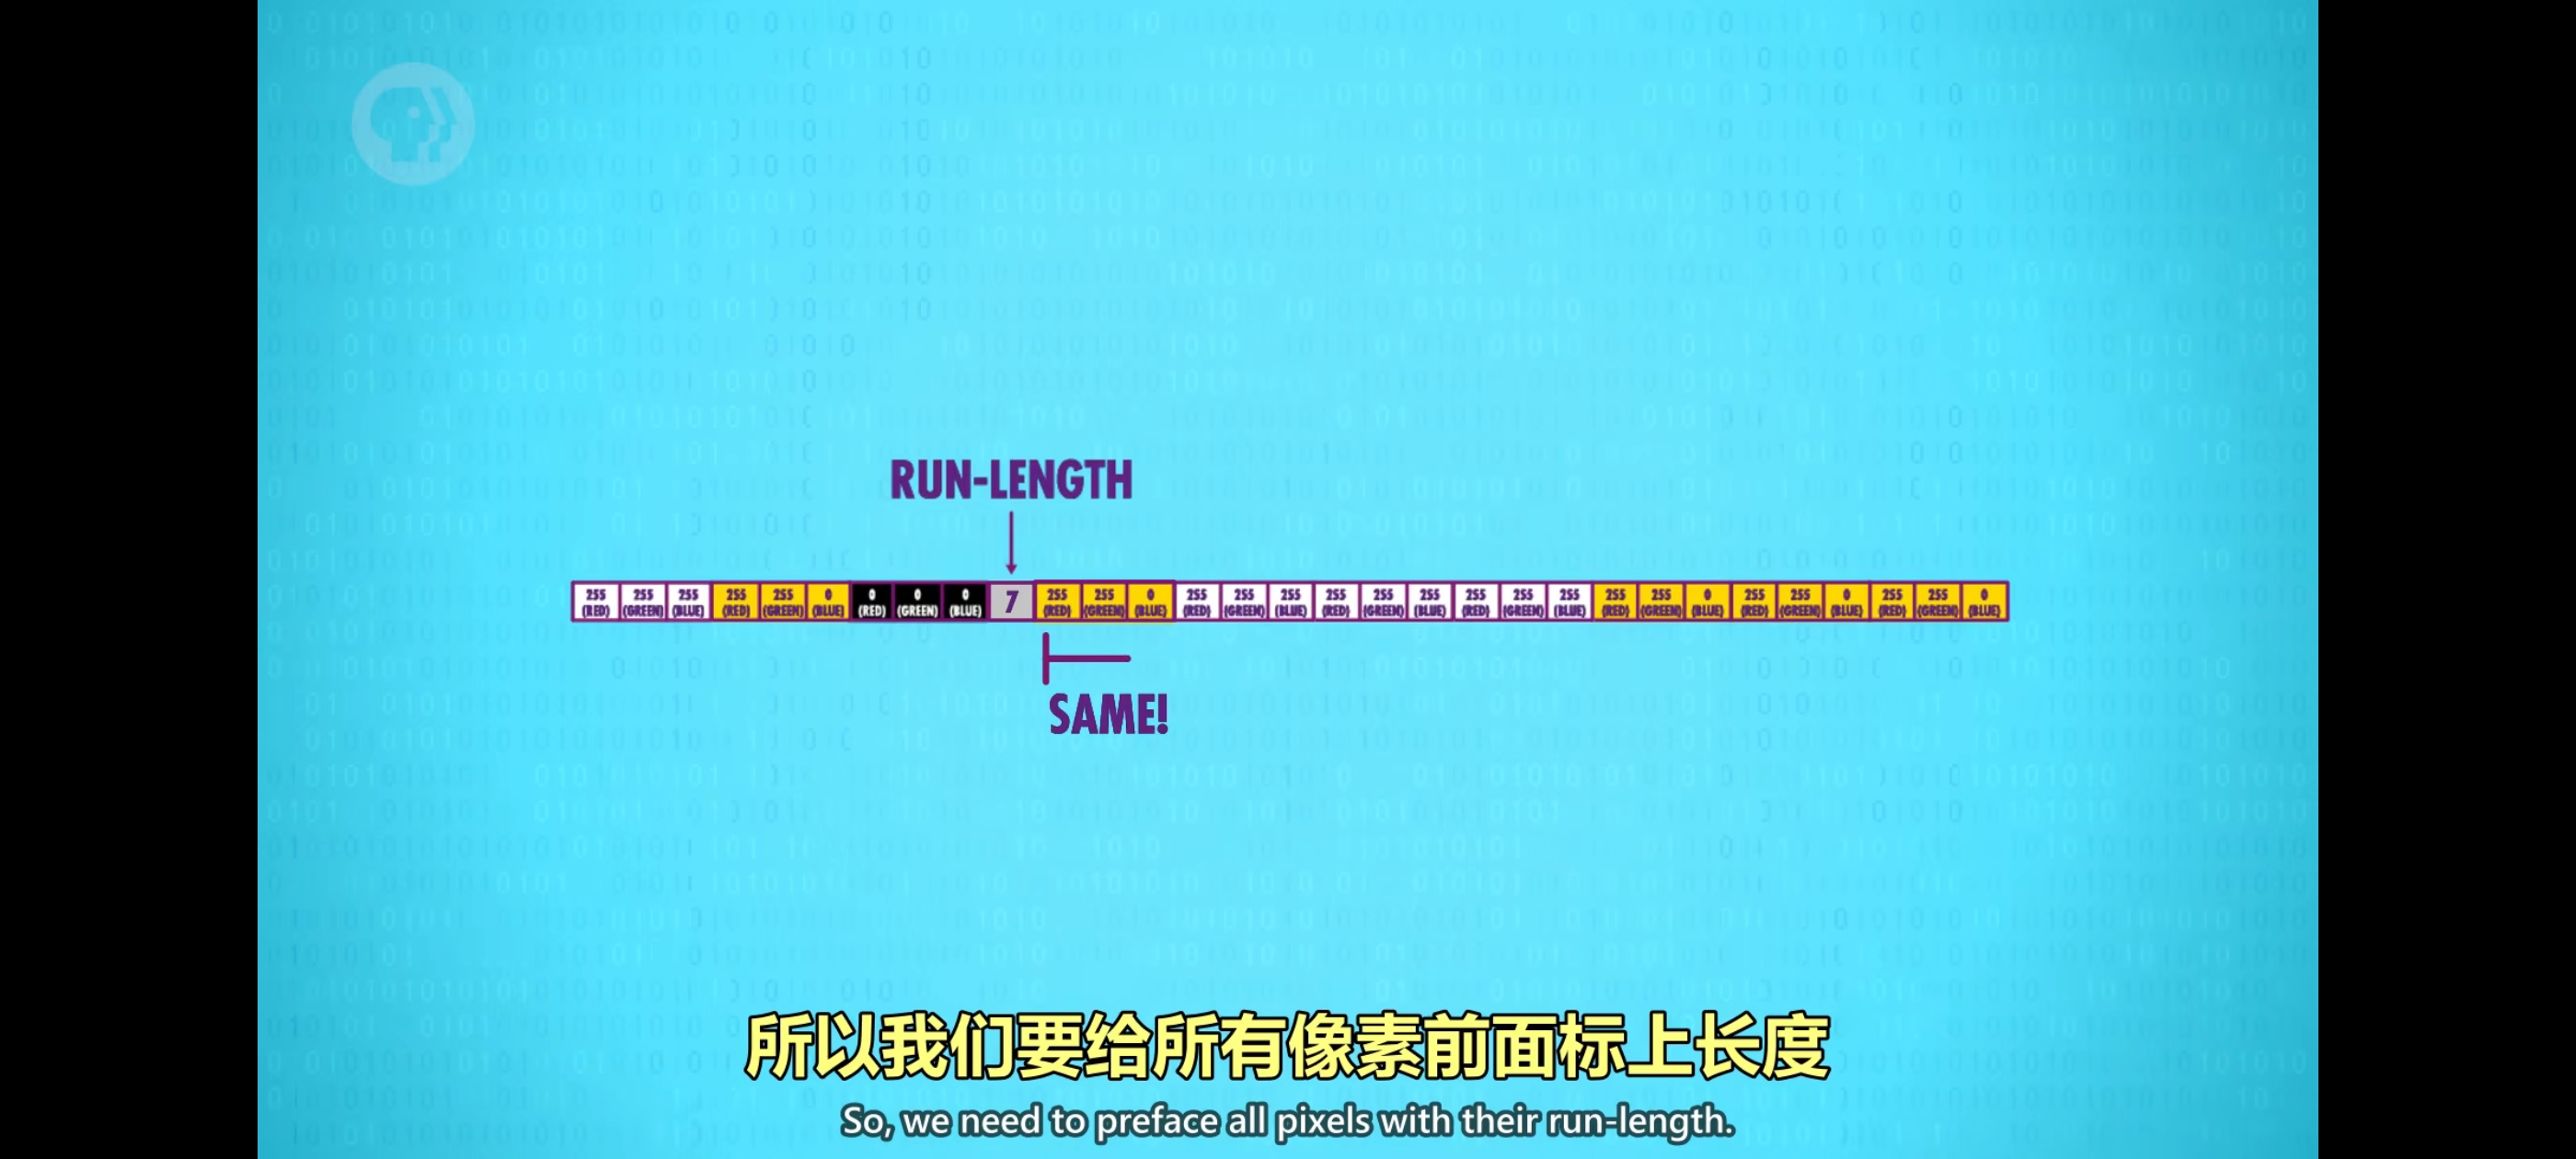 RUN-LENGTH
255 255 255 255 255 0 0 0 0 7 255 255 0 255 255 255 255 255 255 255 255 255 255 255 0 255 255 0 255 255 0
(RED) (GREEN) (BLUE) (RED) (GREEN) (BLUE) (RED) (GREEN) (BLUE) (RED) (GREEN) (BLUE) (RED) (GREEN) (BLUE) (RED) (GREEN) (BLUE) (RED) (GREEN) (BLUE) (RED) (GREEN) (BLUE) (RED) (GREEN) (BLUE) (RED) (GREEN) (BLUE)
SAME!
所以我们要给所有像素前面标上长度
So, we need to preface all pixels with their run-length.